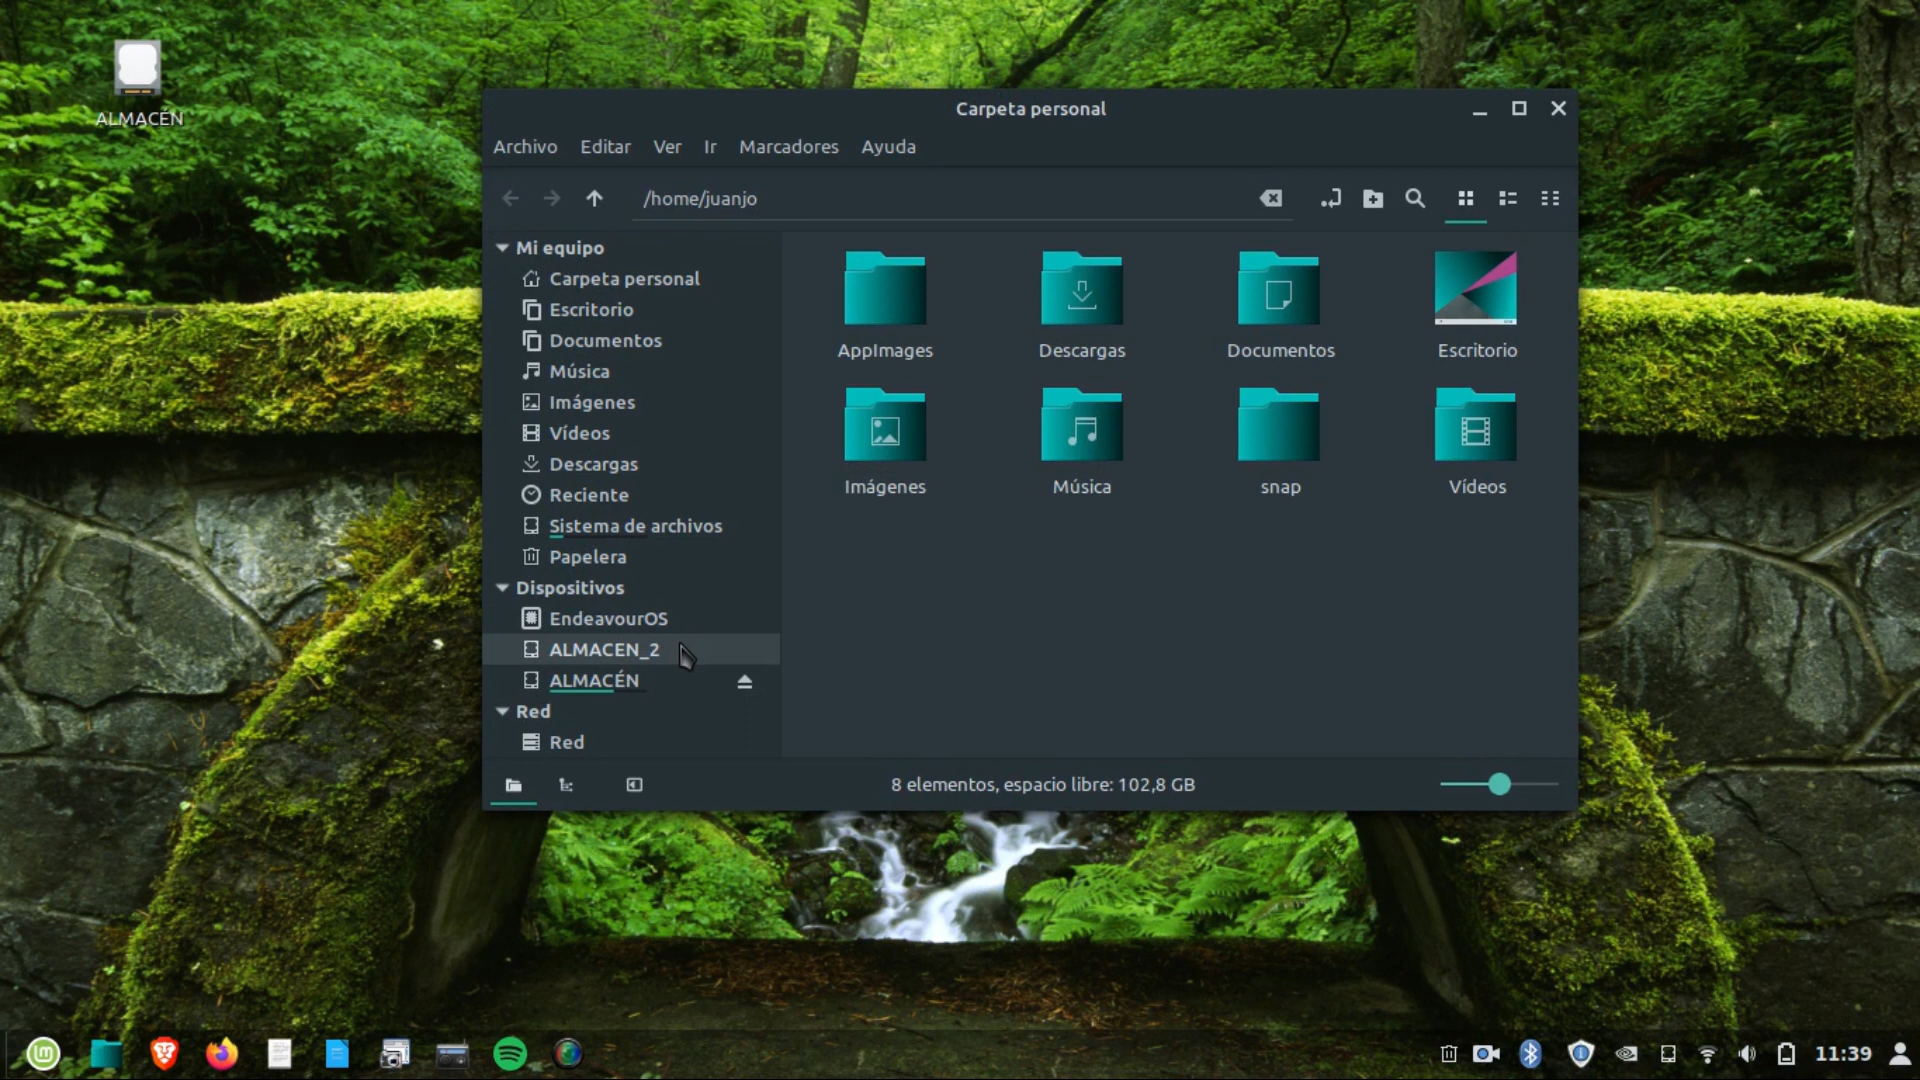 ALMACÉN
Carpeta personal
Archivo Editar Ver Ir Marcadores Ayuda
/home/juanjo
Mi equipo
Carpeta personal
Escritorio
Documentos
Música
Imágenes
Vídeos
Descargas
Reciente
Sistema de archivos
Papelera
Dispositivos
EndeavourOS
ALMACEN_2
ALMACÉN
Red
Red
AppImages Descargas Documentos Escritorio
Imágenes Música snap Vídeos
8 elementos, espacio libre: 102,8 GB
11:39